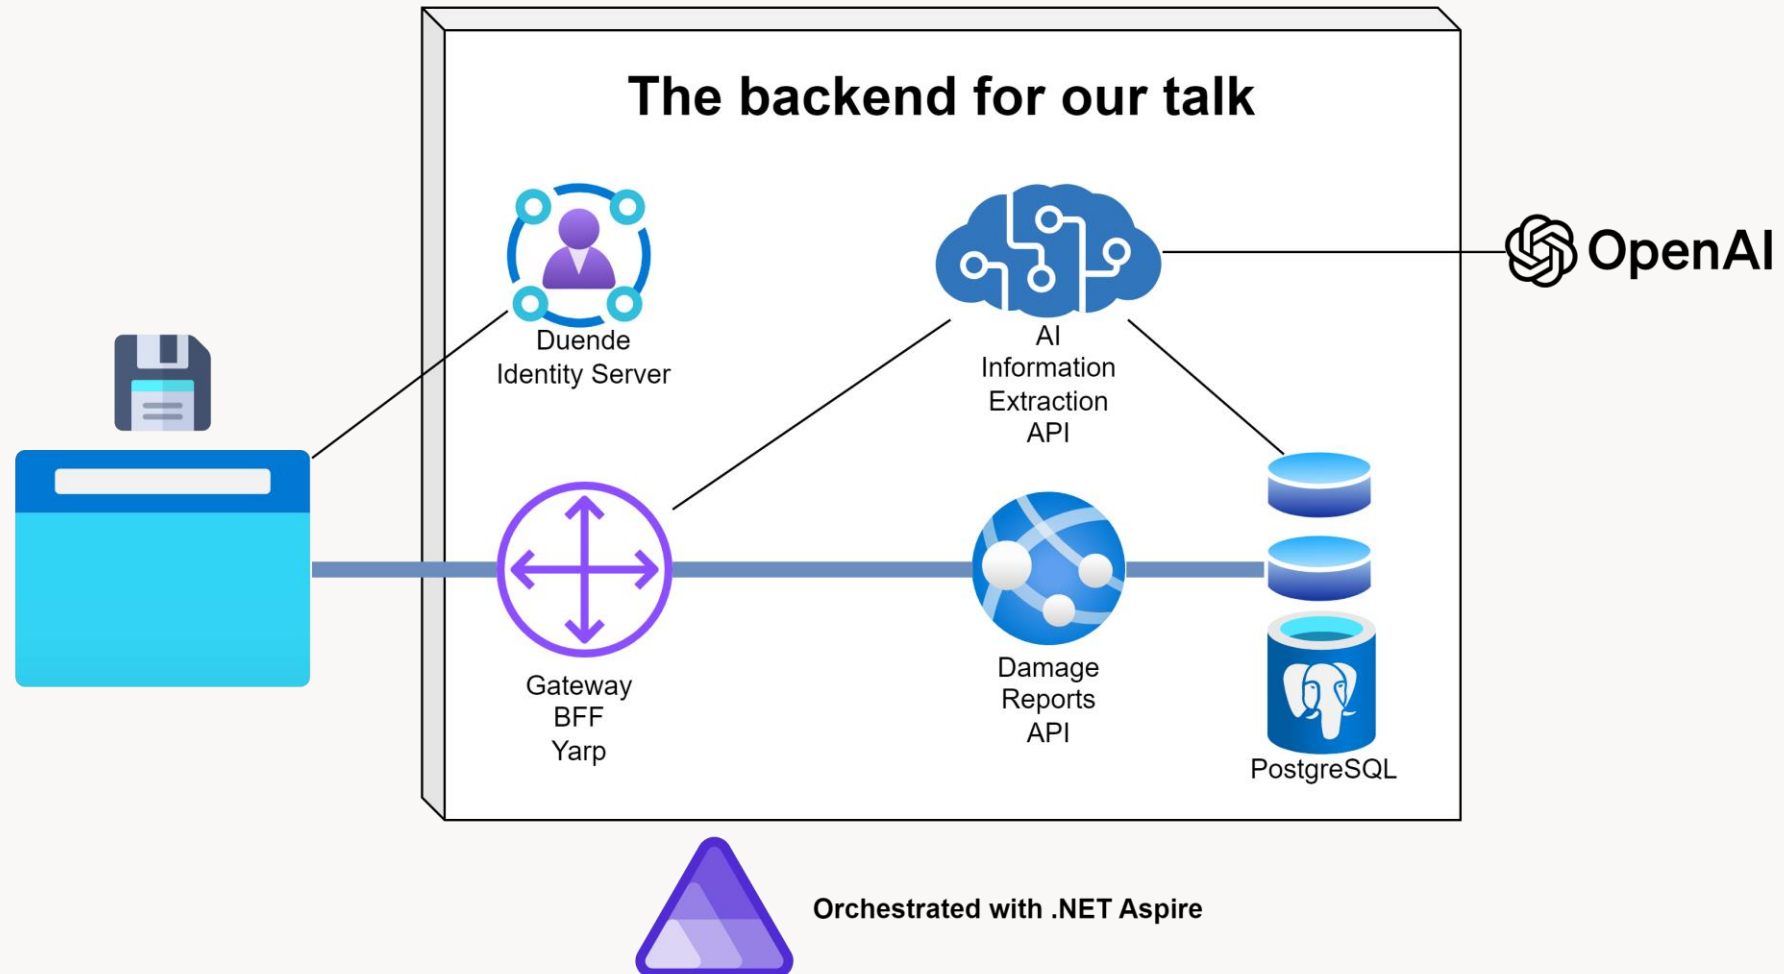 The backend for our talk
Duende
Identity Server
AI
Information
Extraction
API
OpenAI
Gateway
BFF
Yarp
Damage
Reports
API
PostgreSQL
Orchestrated with .NET Aspire